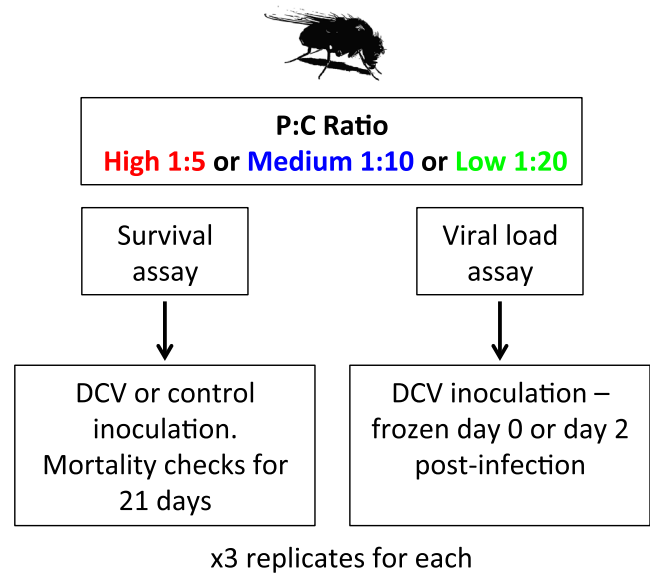 P:C Ratio
High 1:5 or Medium 1:10 or Low 1:20
Survival
assay
Viral load
assay
DCV or control
inoculation.
Mortality checks for
21 days
DCV inoculation –
frozen day 0 or day 2
post-infection
x3 replicates for each